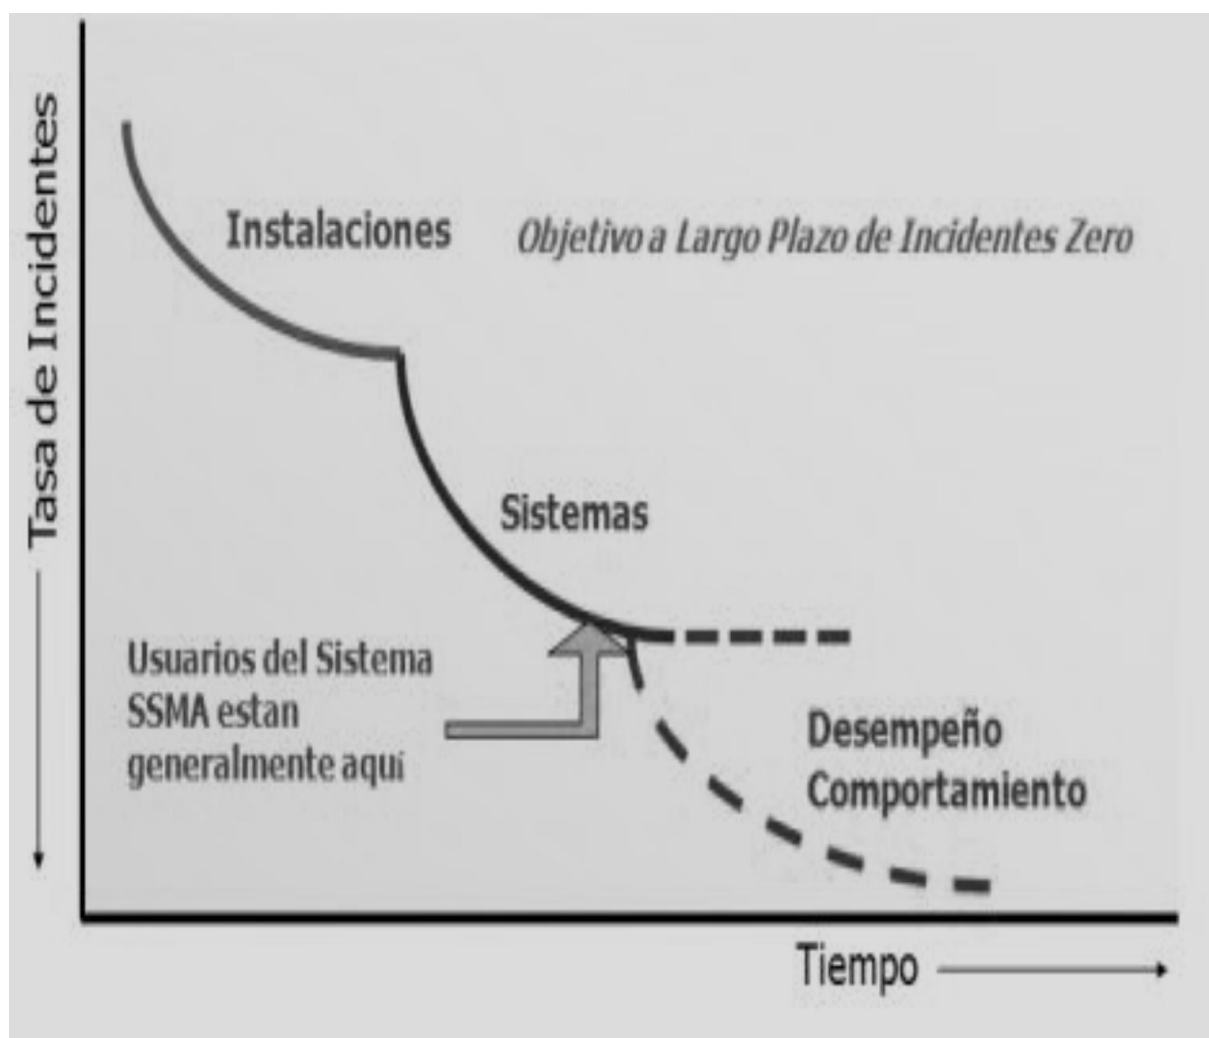 Tasa de Incidentes
Instalaciones
Objetivo a Largo Plazo de Incidentes Zero
Sistemas
Usuarios del Sistema
SSMA estan
generalmente aquí
Desempeño
Comportamiento
Tiempo